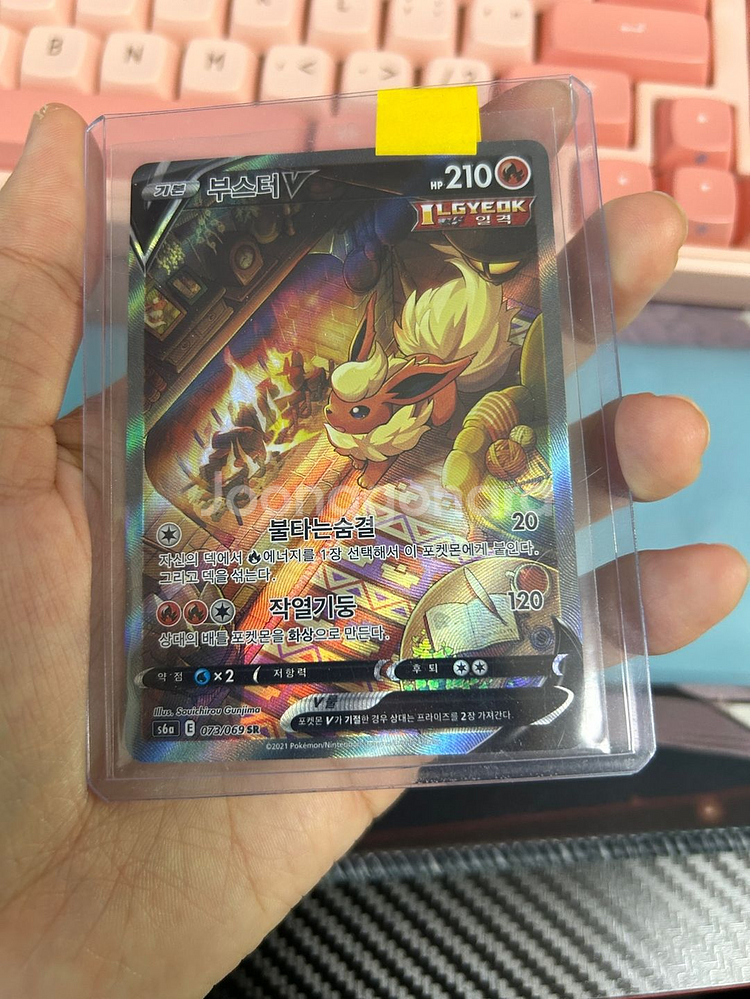 B N M < >
기본 부스터V HP 210
ILGYEOK
일격
Joonggonara
불타는숨결 20
자신의 덱에서 에너지를 1장 선택해서 이 포켓몬에게 붙인다.
그리고 덱을 섞는다.
작열기둥 120
상대의 배틀 포켓몬을 화상으로 만든다.
약점 ×2 저항력 후퇴
V룰
포켓몬 V가 기절한 경우 상대는 프라이즈를 2장 가져간다.
Illus. Souichirou Gunjima
s6a E 073/069 SR
©2021 Pokémon/Nintendo